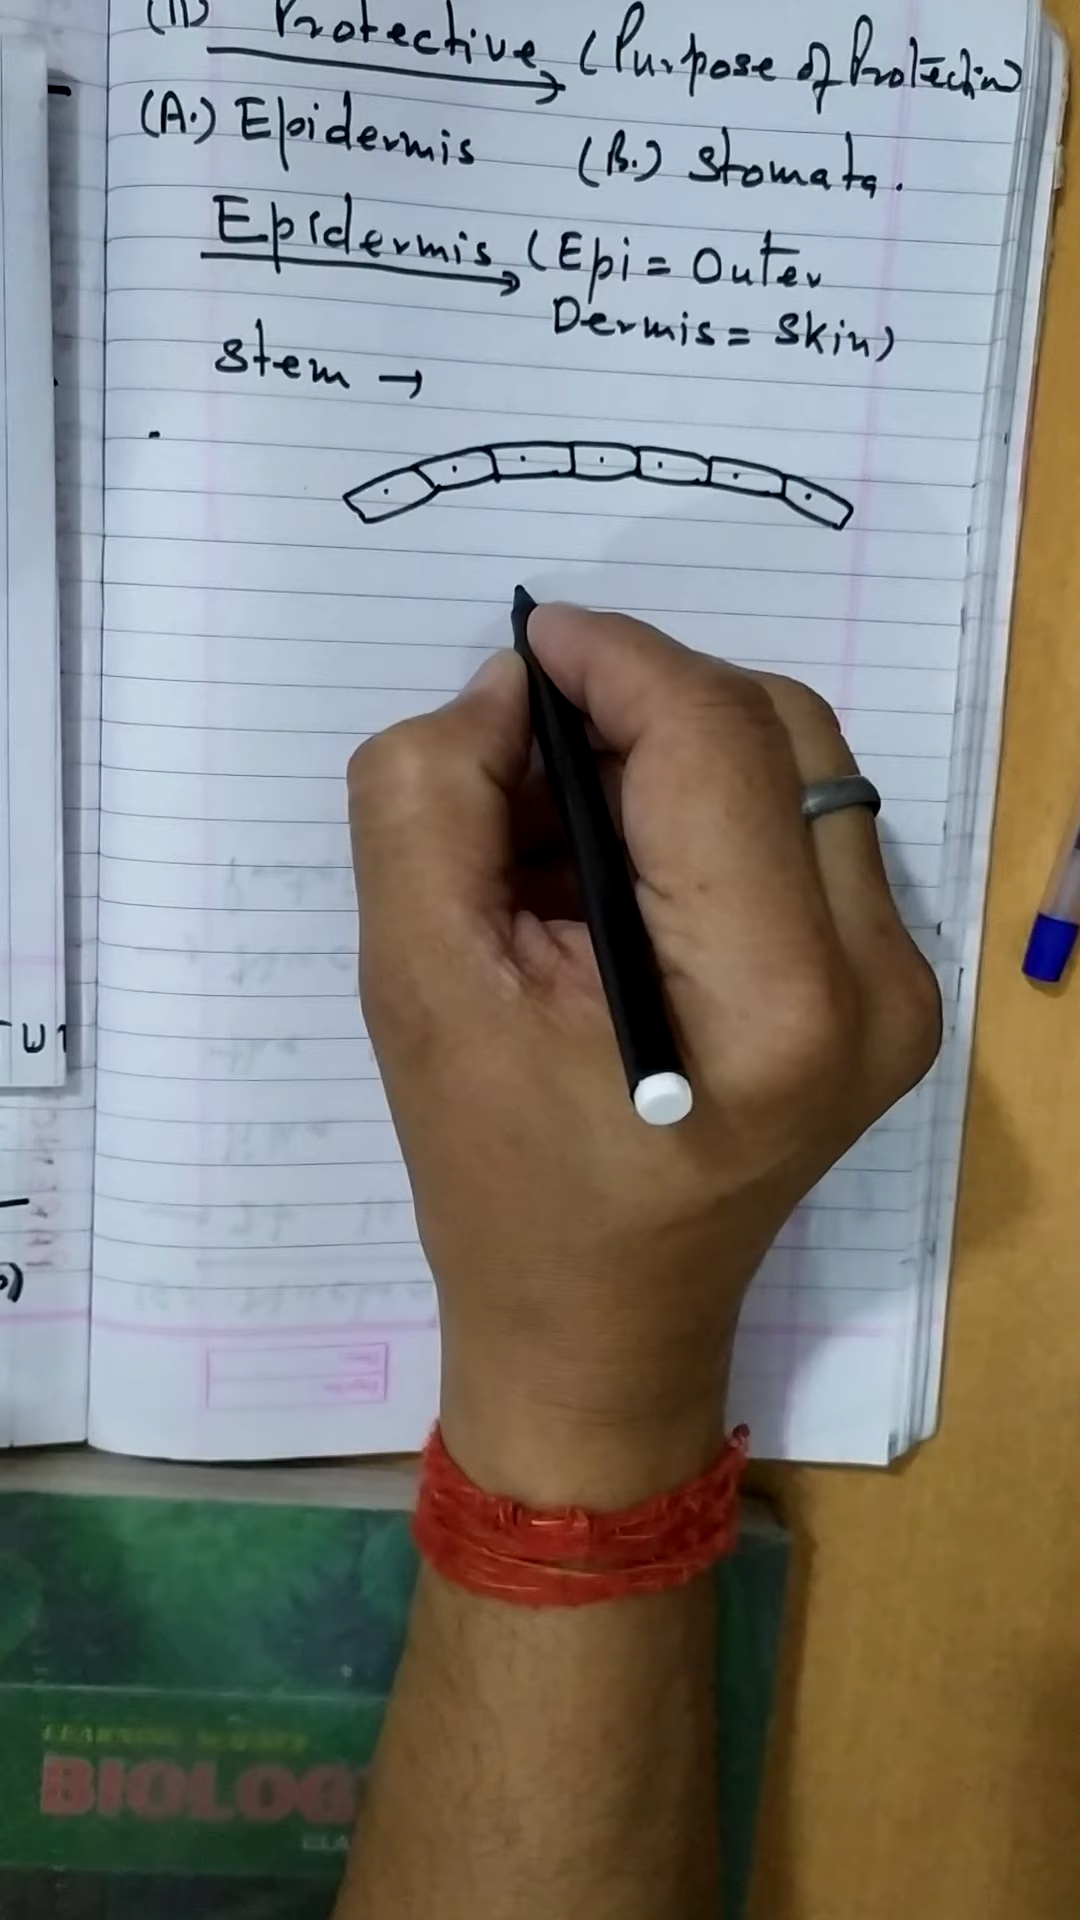 (II) Protective (Purpose of Protection)
(A.) Epidermis (B.) Stomata.
Epidermis (Epi = Outer
Dermis = Skin)
Stem →
BIOLOG